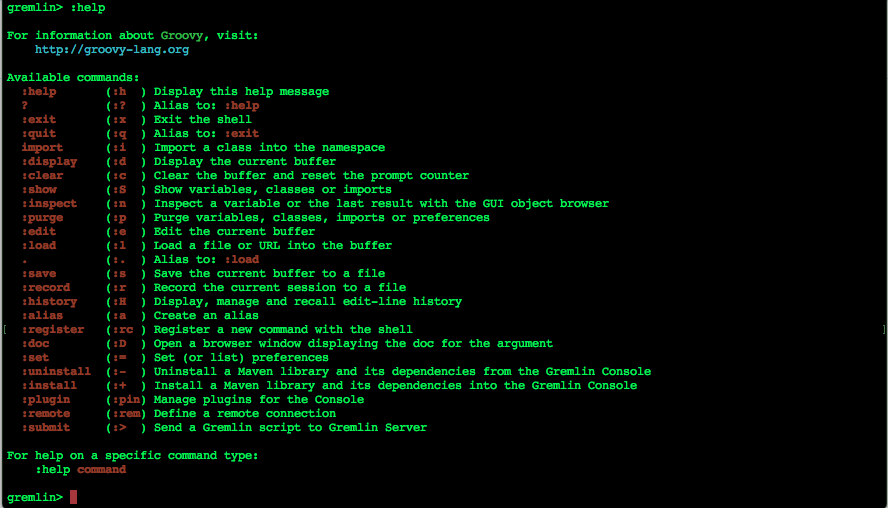 gremlin> :help
For information about Groovy, visit:
    http://groovy-lang.org
Available commands:
  :help       (:h  ) Display this help message
  ?           (:?  ) Alias to: :help
  :exit       (:x  ) Exit the shell
  :quit       (:q  ) Alias to: :exit
  import      (:i  ) Import a class into the namespace
  :display    (:d  ) Display the current buffer
  :clear      (:c  ) Clear the buffer and reset the prompt counter
  :show       (:S  ) Show variables, classes or imports
  :inspect    (:n  ) Inspect a variable or the last result with the GUI object browser
  :purge      (:p  ) Purge variables, classes, imports or preferences
  :edit       (:e  ) Edit the current buffer
  :load       (:l  ) Load a file or URL into the buffer
  .           (:.  ) Alias to: :load
  :save       (:s  ) Save the current buffer to a file
  :record     (:r  ) Record the current session to a file
  :history    (:H  ) Display, manage and recall edit-line history
  :alias      (:a  ) Create an alias
[ :register   (:rc ) Register a new command with the shell ]
  :doc        (:D  ) Open a browser window displaying the doc for the argument
  :set        (:=  ) Set (or list) preferences
  :uninstall  (:-  ) Uninstall a Maven library and its dependencies from the Gremlin Console
  :install    (:+  ) Install a Maven library and its dependencies into the Gremlin Console
  :plugin     (:pin) Manage plugins for the Console
  :remote     (:rem) Define a remote connection
  :submit     (:>  ) Send a Gremlin script to Gremlin Server
For help on a specific command type:
    :help command
gremlin>